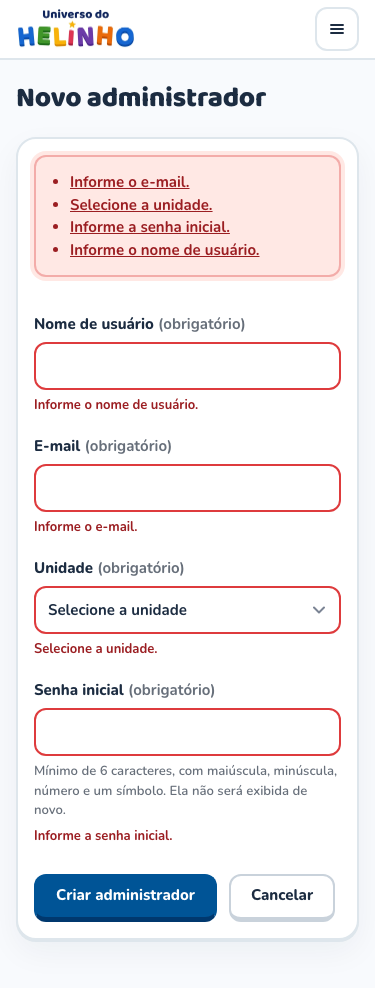 Universo do
HELINHO
Novo administrador
Informe o e-mail.
Selecione a unidade.
Informe a senha inicial.
Informe o nome de usuário.
Nome de usuário (obrigatório)
Informe o nome de usuário.
E-mail (obrigatório)
Informe o e-mail.
Unidade (obrigatório)
Selecione a unidade
Selecione a unidade.
Senha inicial (obrigatório)
Mínimo de 6 caracteres, com maiúscula, minúscula,
número e um símbolo. Ela não será exibida de
novo.
Informe a senha inicial.
Criar administrador
Cancelar